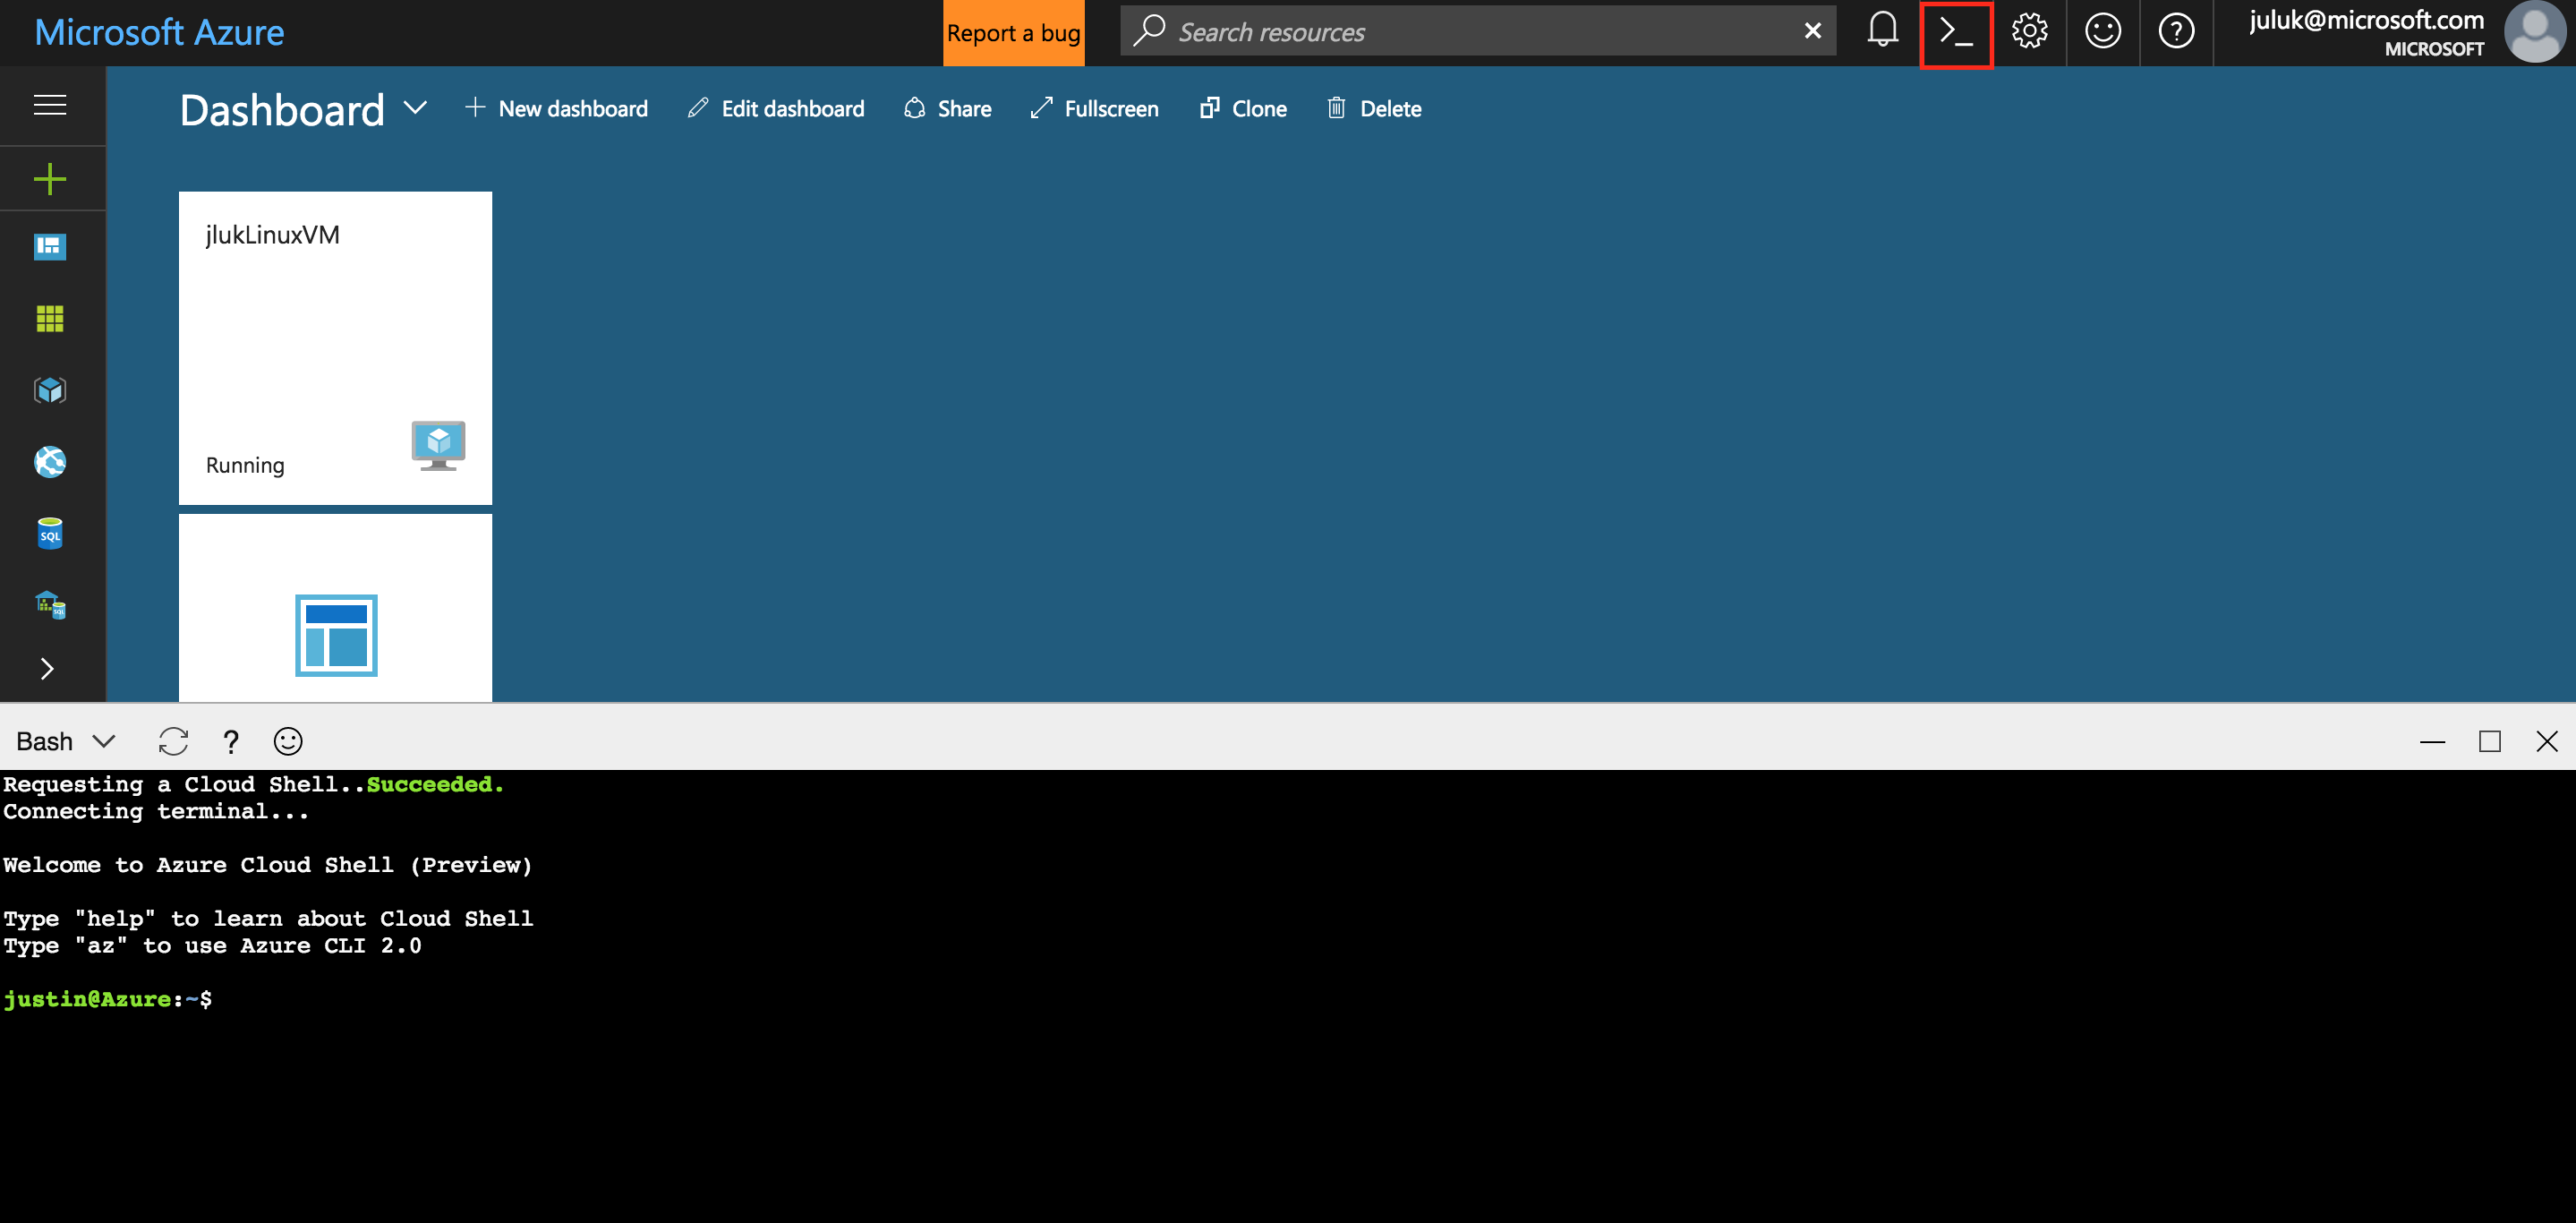 Microsoft Azure
Report a bug
Search resources
juluk@microsoft.com
MICROSOFT
Dashboard
New dashboard
Edit dashboard
Share
Fullscreen
Clone
Delete
jlukLinuxVM
Running
SQL
SQL
Bash
Requesting a Cloud Shell..Succeeded.
Connecting terminal...
Welcome to Azure Cloud Shell (Preview)
Type "help" to learn about Cloud Shell
Type "az" to use Azure CLI 2.0
justin@Azure:~$